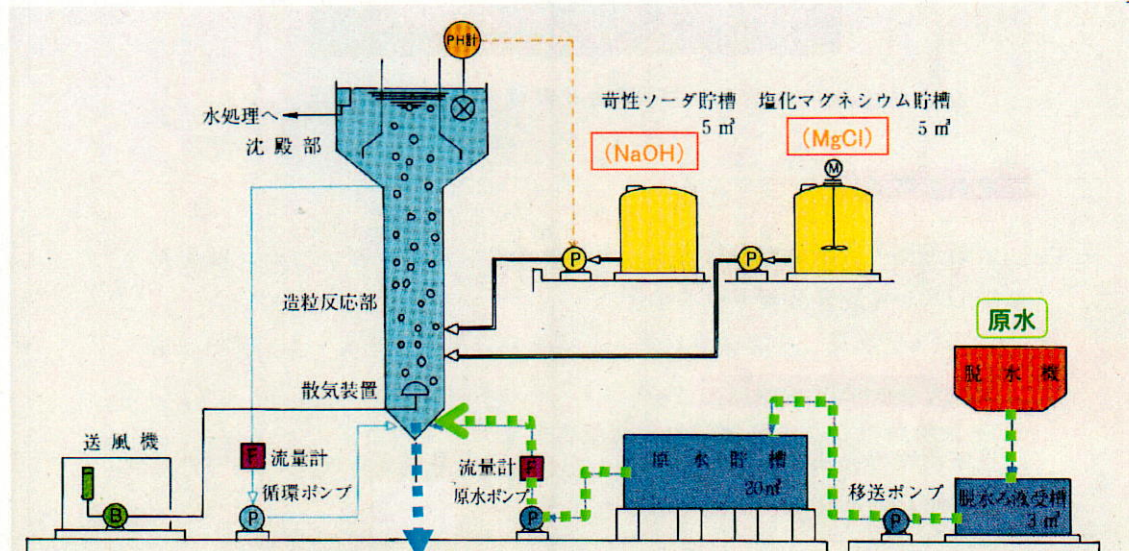 PH計
水処理へ
沈殿部
苛性ソーダ貯槽
5㎥
(NaOH)
塩化マグネシウム貯槽
5㎥
(MgCl)
M
P
P
造粒反応部
散気装置
原水
脱水機
送風機
B
F
流量計
循環ポンプ
P
流量計
F
原水ポンプ
P
原水貯槽
20㎥
移送ポンプ
P
脱水ろ液受槽
3㎥